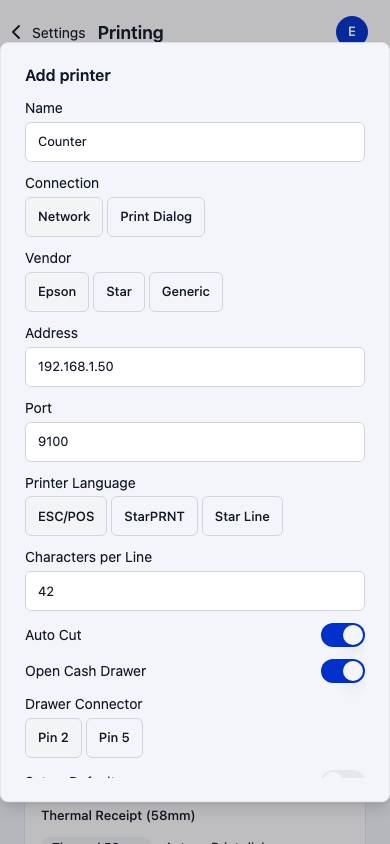 Settings Printing E
Add printer
Name
Counter
Connection
Network Print Dialog
Vendor
Epson Star Generic
Address
192.168.1.50
Port
9100
Printer Language
ESC/POS StarPRNT Star Line
Characters per Line
42
Auto Cut
Open Cash Drawer
Drawer Connector
Pin 2 Pin 5
Thermal Receipt (58mm)